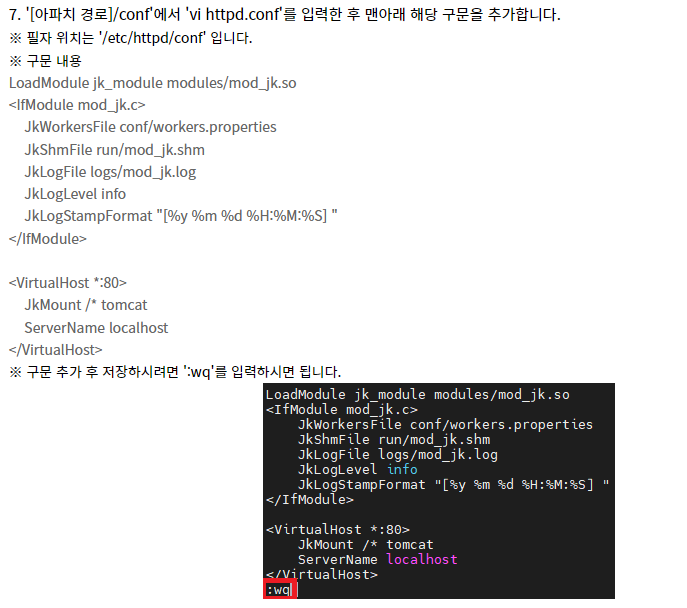 7. '[아파치 경로]/conf'에서 'vi httpd.conf'를 입력한 후 맨아래 해당 구문을 추가합니다.
※ 필자 위치는 '/etc/httpd/conf' 입니다.
※ 구문 내용
LoadModule jk_module modules/mod_jk.so
<IfModule mod_jk.c>
    JkWorkersFile conf/workers.properties
    JkShmFile run/mod_jk.shm
    JkLogFile logs/mod_jk.log
    JkLogLevel info
    JkLogStampFormat "[%y %m %d %H:%M:%S] "
</IfModule>

<VirtualHost *:80>
    JkMount /* tomcat
    ServerName localhost
</VirtualHost>
※ 구문 추가 후 저장하시려면 ':wq'를 입력하시면 됩니다.
LoadModule jk_module modules/mod_jk.so
<IfModule mod_jk.c>
    JkWorkersFile conf/workers.properties
    JkShmFile run/mod_jk.shm
    JkLogFile logs/mod_jk.log
    JkLogLevel info
    JkLogStampFormat "[%y %m %d %H:%M:%S] "
</IfModule>

<VirtualHost *:80>
    JkMount /* tomcat
    ServerName localhost
</VirtualHost>
:wq